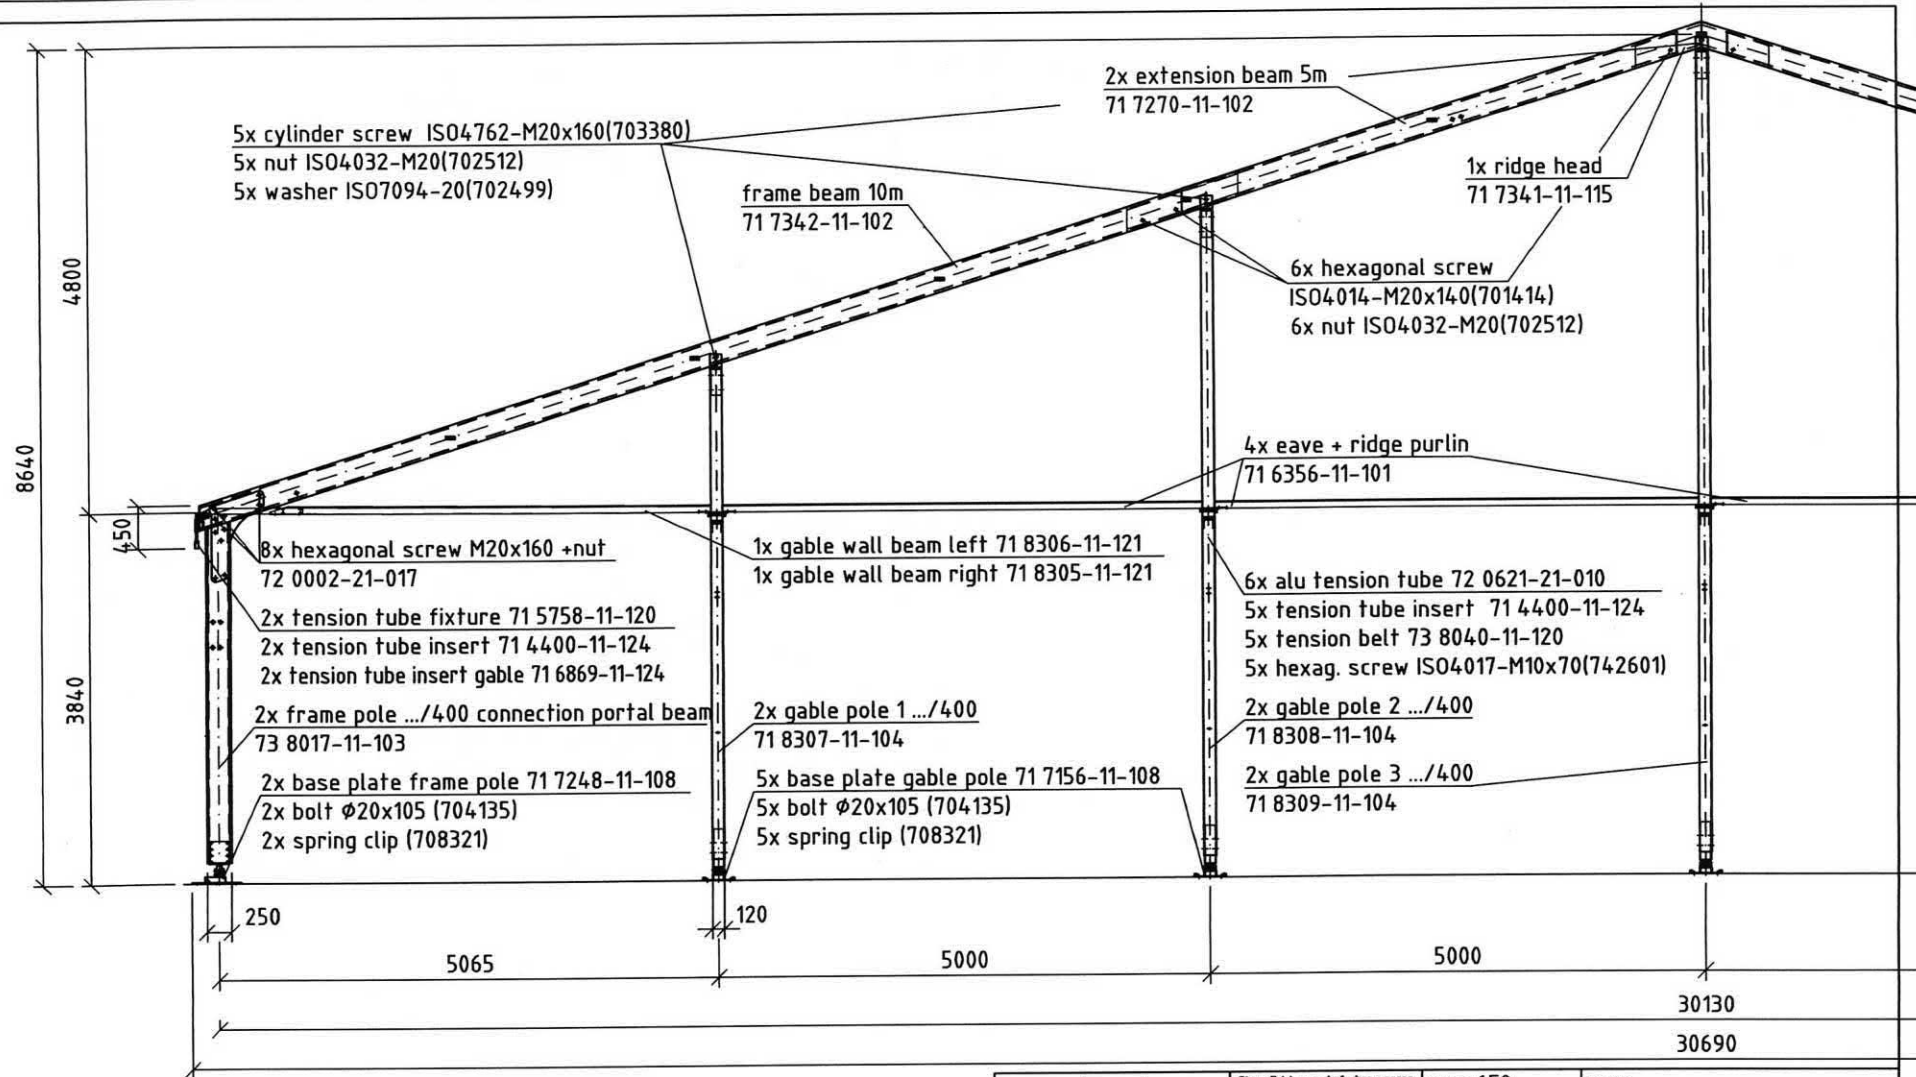 2x extension beam 5m
71 7270-11-102
5x cylinder screw ISO4762-M20x160(703380)
5x nut ISO4032-M20(702512)
5x washer ISO7094-20(702499)
frame beam 10m
71 7342-11-102
1x ridge head
71 7341-11-115
6x hexagonal screw
ISO4014-M20x140(701414)
6x nut ISO4032-M20(702512)
4800
8640
450
3840
4x eave + ridge purlin
71 6356-11-101
8x hexagonal screw M20x160 +nut
72 0002-21-017
1x gable wall beam left 71 8306-11-121
1x gable wall beam right 71 8305-11-121
2x tension tube fixture 71 5758-11-120
2x tension tube insert 71 4400-11-124
2x tension tube insert gable 71 6869-11-124
6x alu tension tube 72 0621-21-010
5x tension tube insert 71 4400-11-124
5x tension belt 73 8040-11-120
5x hexag. screw ISO4017-M10x70(742601)
2x frame pole .../400 connection portal beam
73 8017-11-103
2x gable pole 1 .../400
71 8307-11-104
2x gable pole 2 .../400
71 8308-11-104
2x base plate frame pole 71 7248-11-108
2x bolt Φ20x105 (704135)
2x spring clip (708321)
5x base plate gable pole 71 7156-11-108
5x bolt Φ20x105 (704135)
5x spring clip (708321)
2x gable pole 3 .../400
71 8309-11-104
250
120
5065
5000
5000
30130
30690